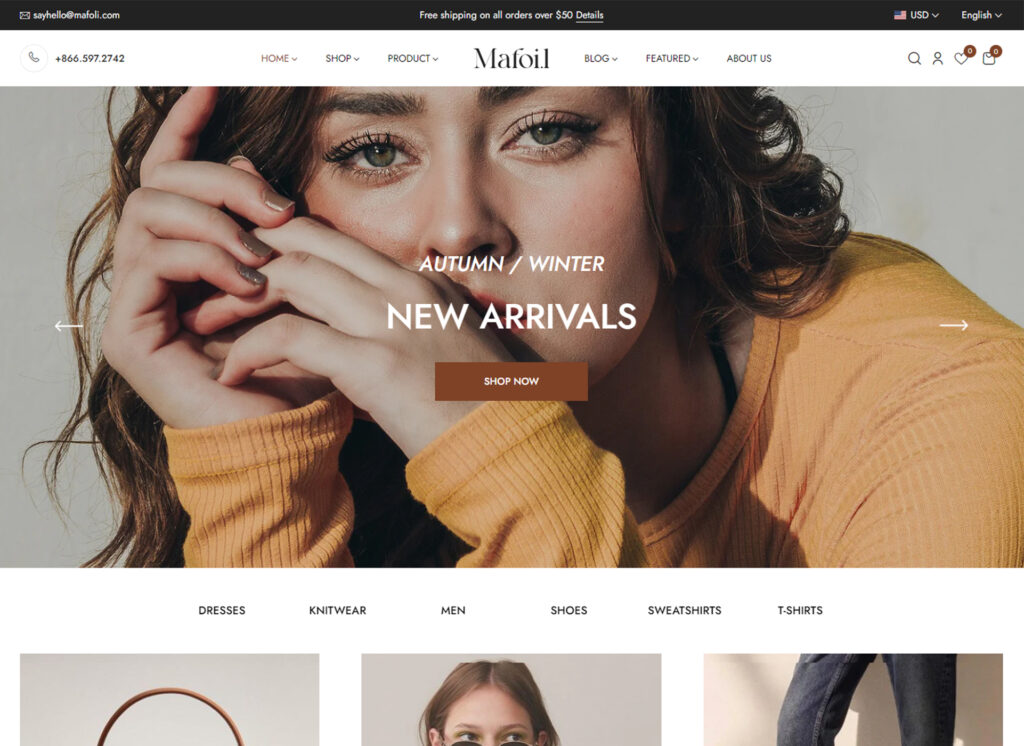 sayhello@mafoli.com
Free shipping on all orders over $50 Details
USD
English
+866.597.2742
HOME
SHOP
PRODUCT
Mafoil
BLOG
FEATURED
ABOUT US
0
0
AUTUMN / WINTER
NEW ARRIVALS
SHOP NOW
DRESSES
KNITWEAR
MEN
SHOES
SWEATSHIRTS
T-SHIRTS